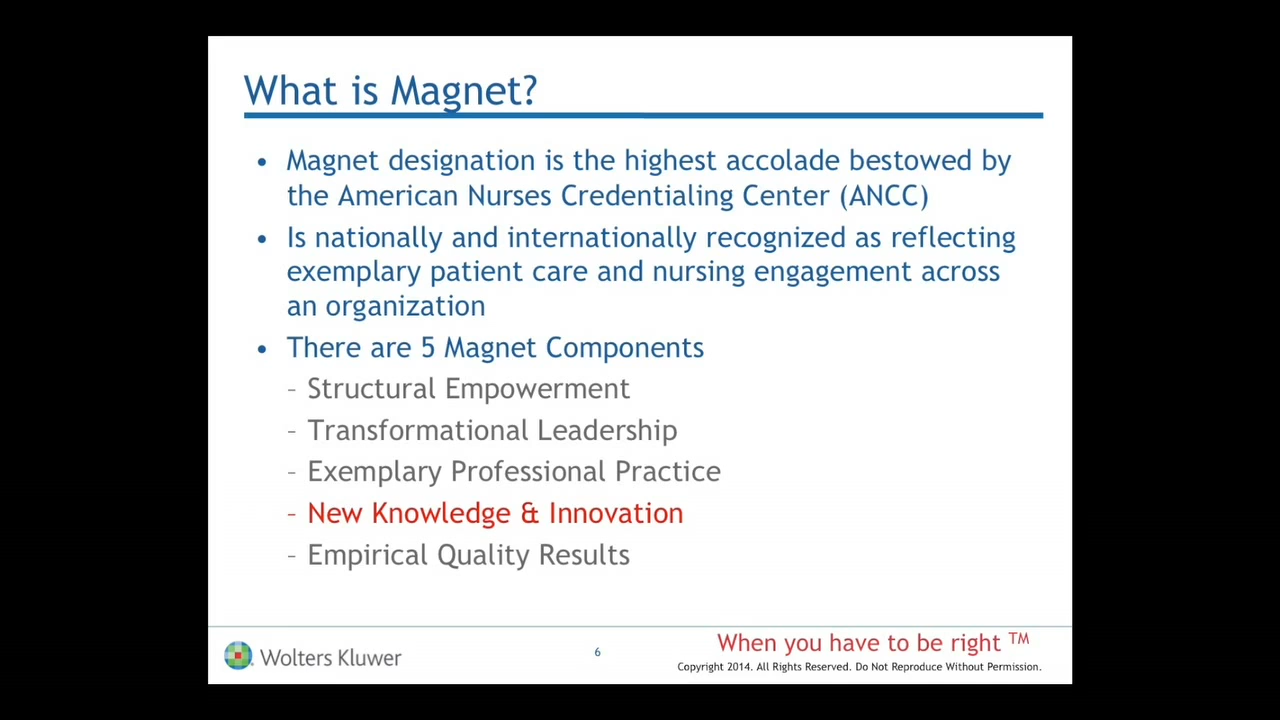 What is Magnet?
• Magnet designation is the highest accolade bestowed by
the American Nurses Credentialing Center (ANCC)
• Is nationally and internationally recognized as reflecting
exemplary patient care and nursing engagement across
an organization
• There are 5 Magnet Components
– Structural Empowerment
– Transformational Leadership
– Exemplary Professional Practice
– New Knowledge & Innovation
– Empirical Quality Results
Wolters Kluwer
6
When you have to be right ™
Copyright 2014. All Rights Reserved. Do Not Reproduce Without Permission.